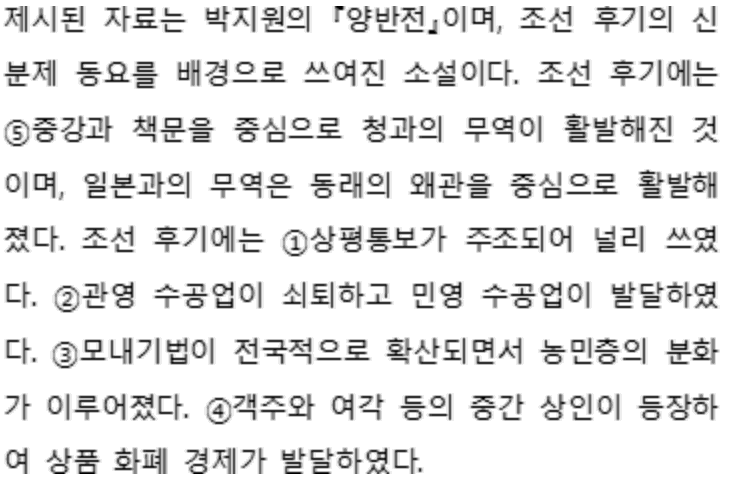 제시된 자료는 박지원의 『양반전』이며, 조선 후기의 신
분제 동요를 배경으로 쓰여진 소설이다. 조선 후기에는
⑤중강과 책문을 중심으로 청과의 무역이 활발해진 것
이며, 일본과의 무역은 동래의 왜관을 중심으로 활발해
졌다. 조선 후기에는 ①상평통보가 주조되어 널리 쓰였
다. ②관영 수공업이 쇠퇴하고 민영 수공업이 발달하였
다. ③모내기법이 전국적으로 확산되면서 농민층의 분화
가 이루어졌다. ④객주와 여각 등의 중간 상인이 등장하
여 상품 화폐 경제가 발달하였다.